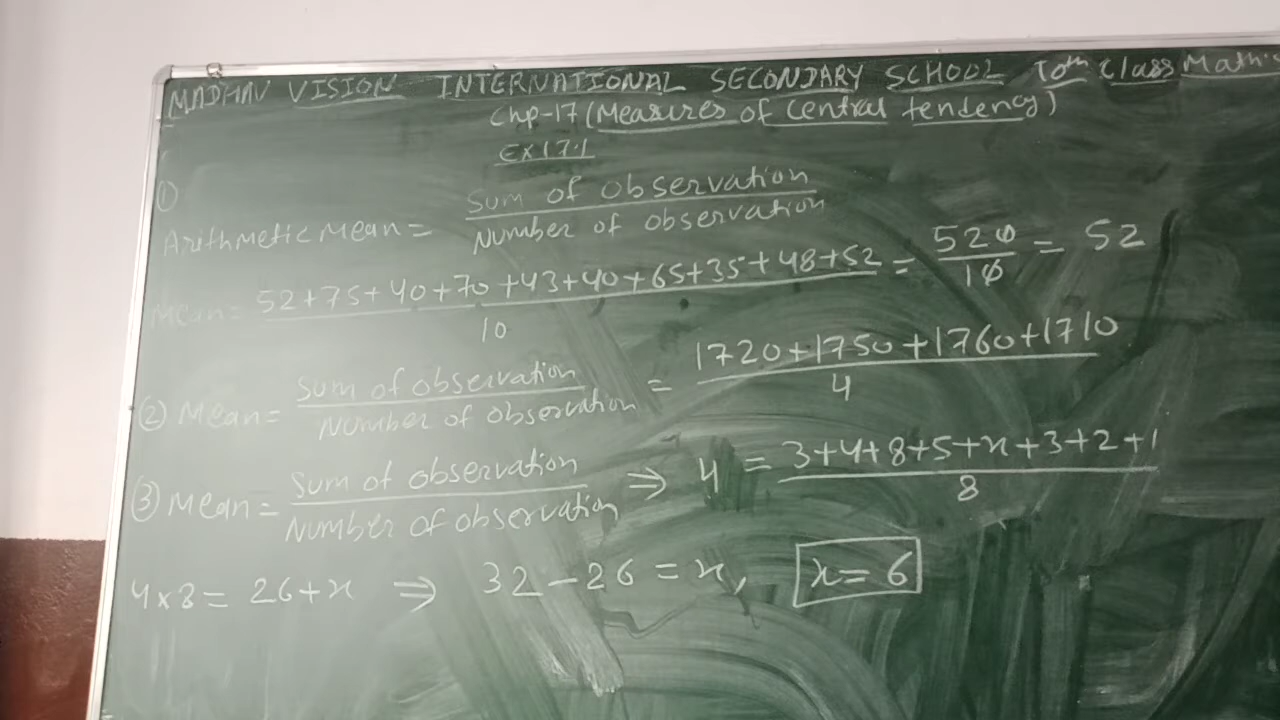 MADHAV VISION INTERNATIONAL SECONDARY SCHOOL 10th Class Maths
Chp-17 (Measures of Central tendency)
EX 17.1
①
Arithmetic Mean = Sum of observation / Number of observation
Mean = 52+75+40+70+43+40+65+35+48+52 / 10 = 520 / 10 = 52
② Mean = Sum of observation / Number of observation = 1720+1750+1760+1710 / 4
③ Mean = Sum of observation / Number of observation ⇒ 4 = 3+4+8+5+x+3+2+1 / 8
4×8= 26+x ⇒ 32-26=x, x=6